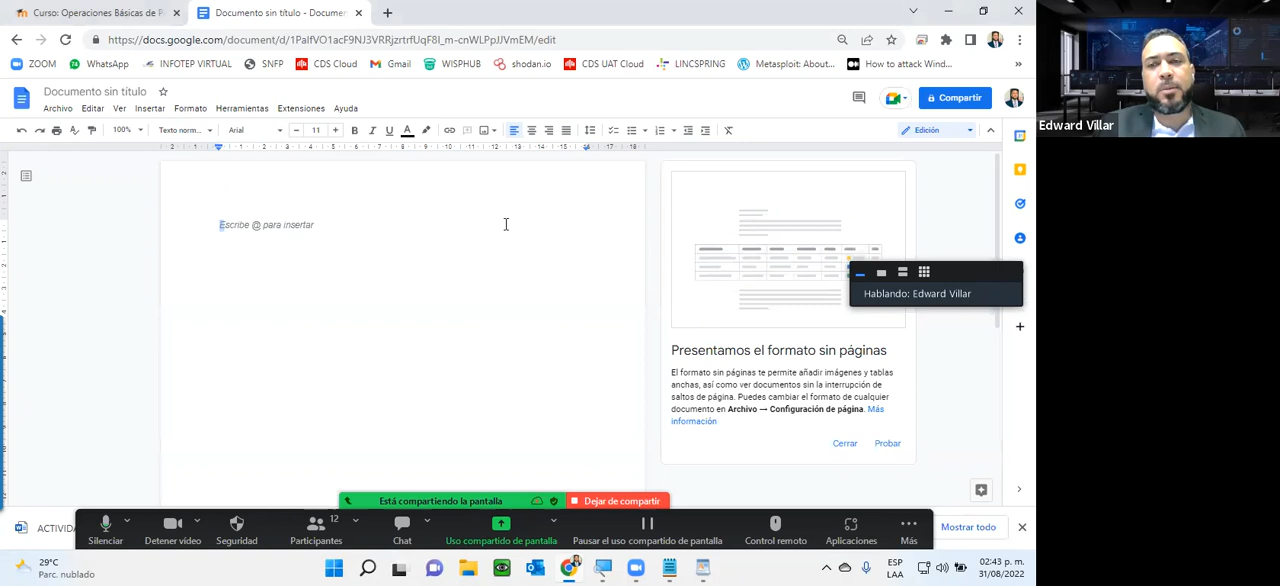 Curso: Operaciones Básicas de P
Documento sin título - Documen
https://docs.google.com/document/d/1PaIfVO1acF9NJ3VRRjzrtrfUqF8I_m-cnWLPpJJVmEM/edit
ZOOM
WhatsApp
INFOTEP VIRTUAL
SNFP
CDS Cloud
Gmail
WISPHUB
shodan.io
CDS UAT Cloud
LINCSPRING
Metasploit: About...
How to attack Wind...
Documento sin título
Archivo Editar Ver Insertar Formato Herramientas Extensiones Ayuda
Compartir
100% Texto norm... Arial 11
Edición
Escribe @ para insertar
Hablando: Edward Villar
Presentamos el formato sin páginas
El formato sin páginas te permite añadir imágenes y tablas
anchas, así como ver documentos sin la interrupción de
saltos de página. Puedes cambiar el formato de cualquier
documento en Archivo → Configuración de página. Más
información
Cerrar Probar
Edward Villar
Está compartiendo la pantalla
Dejar de compartir
ACTIVIDA
12
Silenciar
Detener video
Seguridad
Participantes
Chat
Uso compartido de pantalla
Pausar el uso compartido de pantalla
Control remoto
Aplicaciones
Más
Mostrar todo
29°C
Parc. nublado
ESP
LAA
02:43 p. m.
31/08/2022